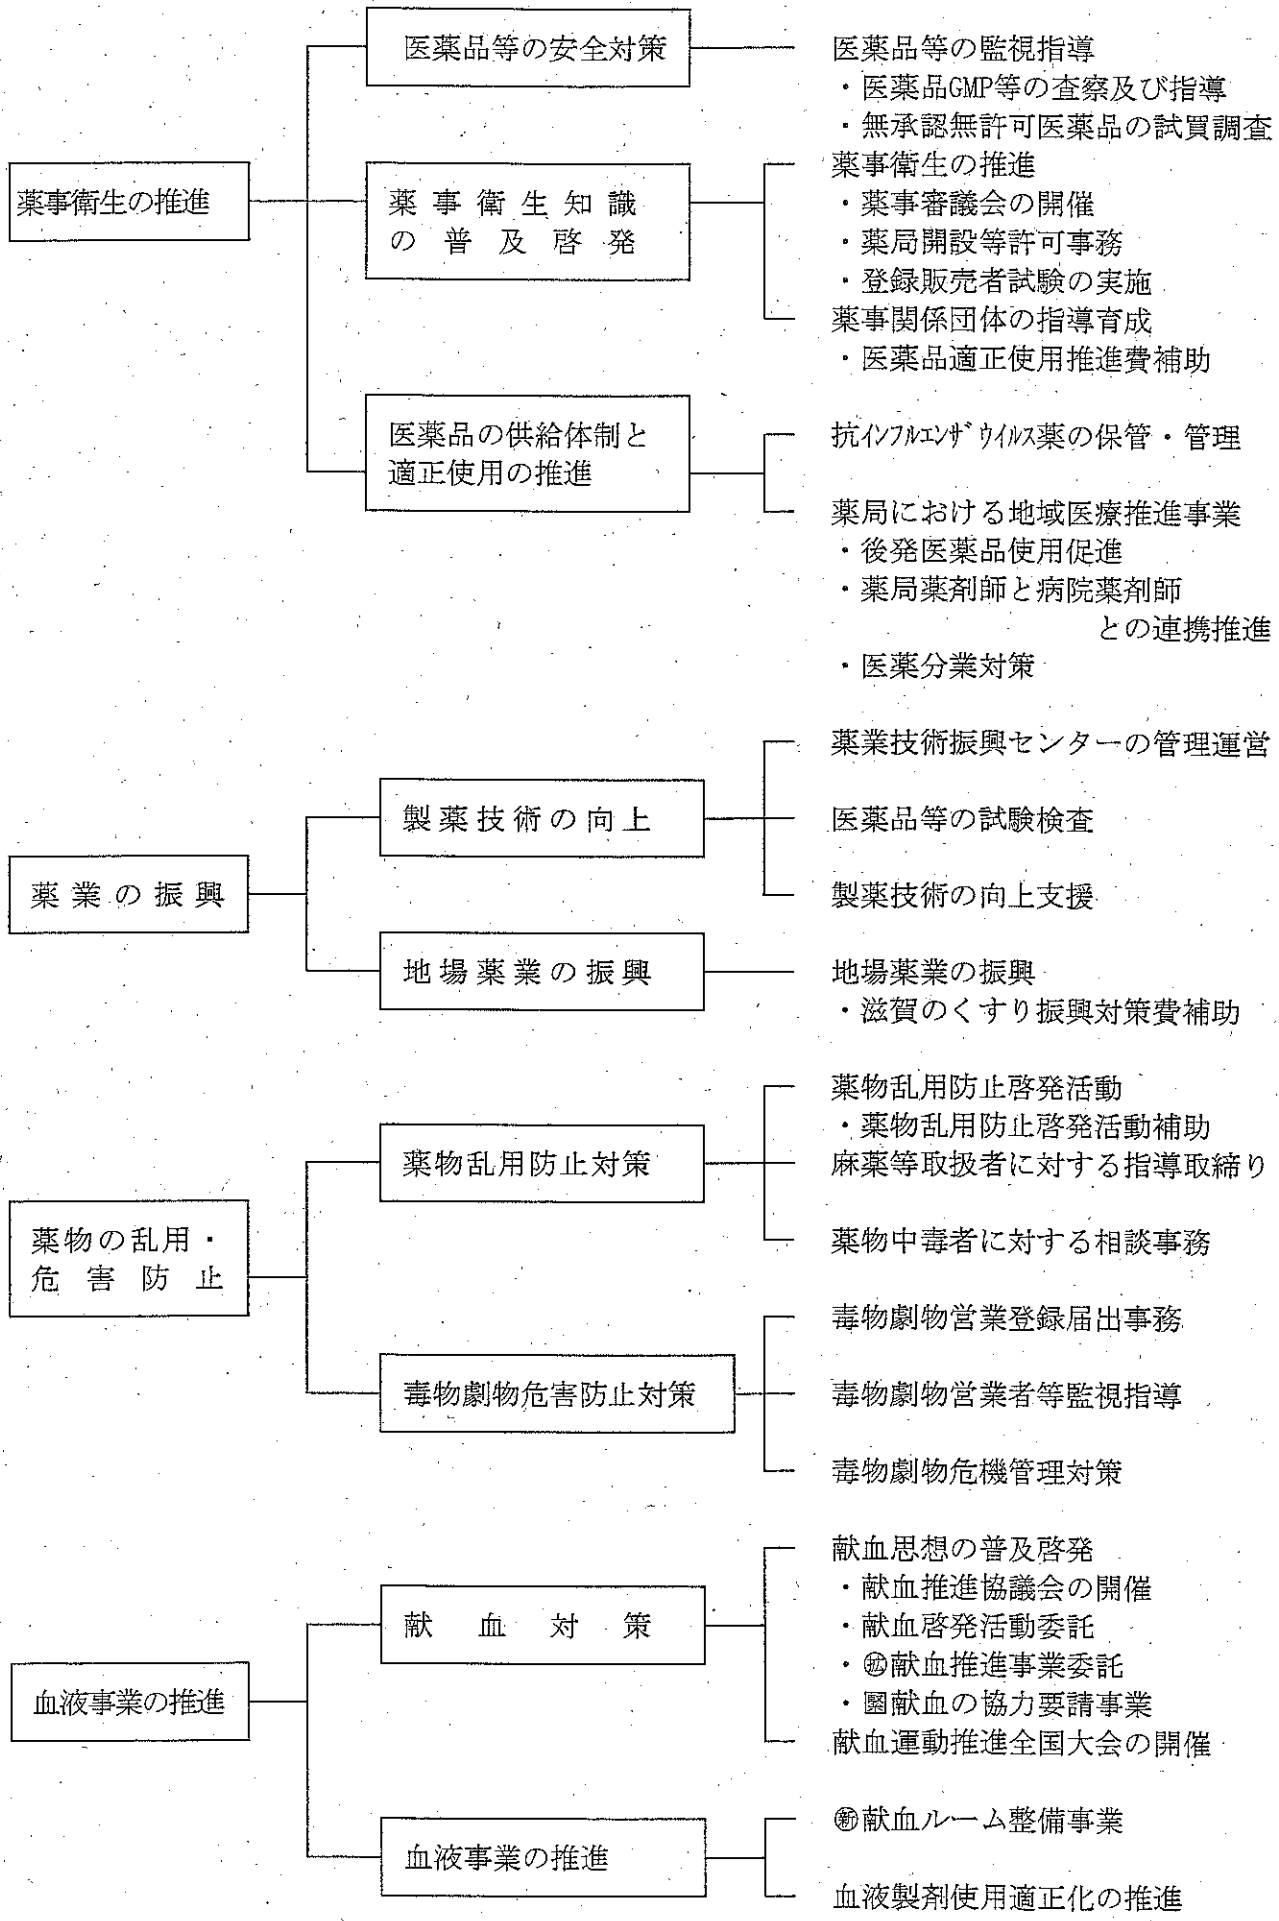 薬事衛生の推進
医薬品等の安全対策
医薬品等の監視指導
・医薬品GMP等の査察及び指導
・無承認無許可医薬品の試買調査
薬事衛生知識
の普及啓発
薬事衛生の推進
・薬事審議会の開催
・薬局開設等許可事務
・登録販売者試験の実施
薬事関係団体の指導育成
・医薬品適正使用推進費補助
医薬品の供給体制と
適正使用の推進
抗インフルエンザウイルス薬の保管・管理
薬局における地域医療推進事業
・後発医薬品使用促進
・薬局薬剤師と病院薬剤師
との連携推進
・医薬分業対策
薬業の振興
製薬技術の向上
薬業技術振興センターの管理運営
医薬品等の試験検査
製薬技術の向上支援
地場薬業の振興
地場薬業の振興
・滋賀のくすり振興対策費補助
薬物の乱用・
危害防止
薬物乱用防止対策
薬物乱用防止啓発活動
・薬物乱用防止啓発活動補助
麻薬等取扱者に対する指導取締り
薬物中毒者に対する相談事務
毒物劇物危害防止対策
毒物劇物営業登録届出事務
毒物劇物営業者等監視指導
毒物劇物危機管理対策
血液事業の推進
献血対策
献血思想の普及啓発
・献血推進協議会の開催
・献血啓発活動委託
・献血推進事業委託
・献血の協力要請事業
献血運動推進全国大会の開催
血液事業の推進
㊟献血ルーム整備事業
血液製剤使用適正化の推進